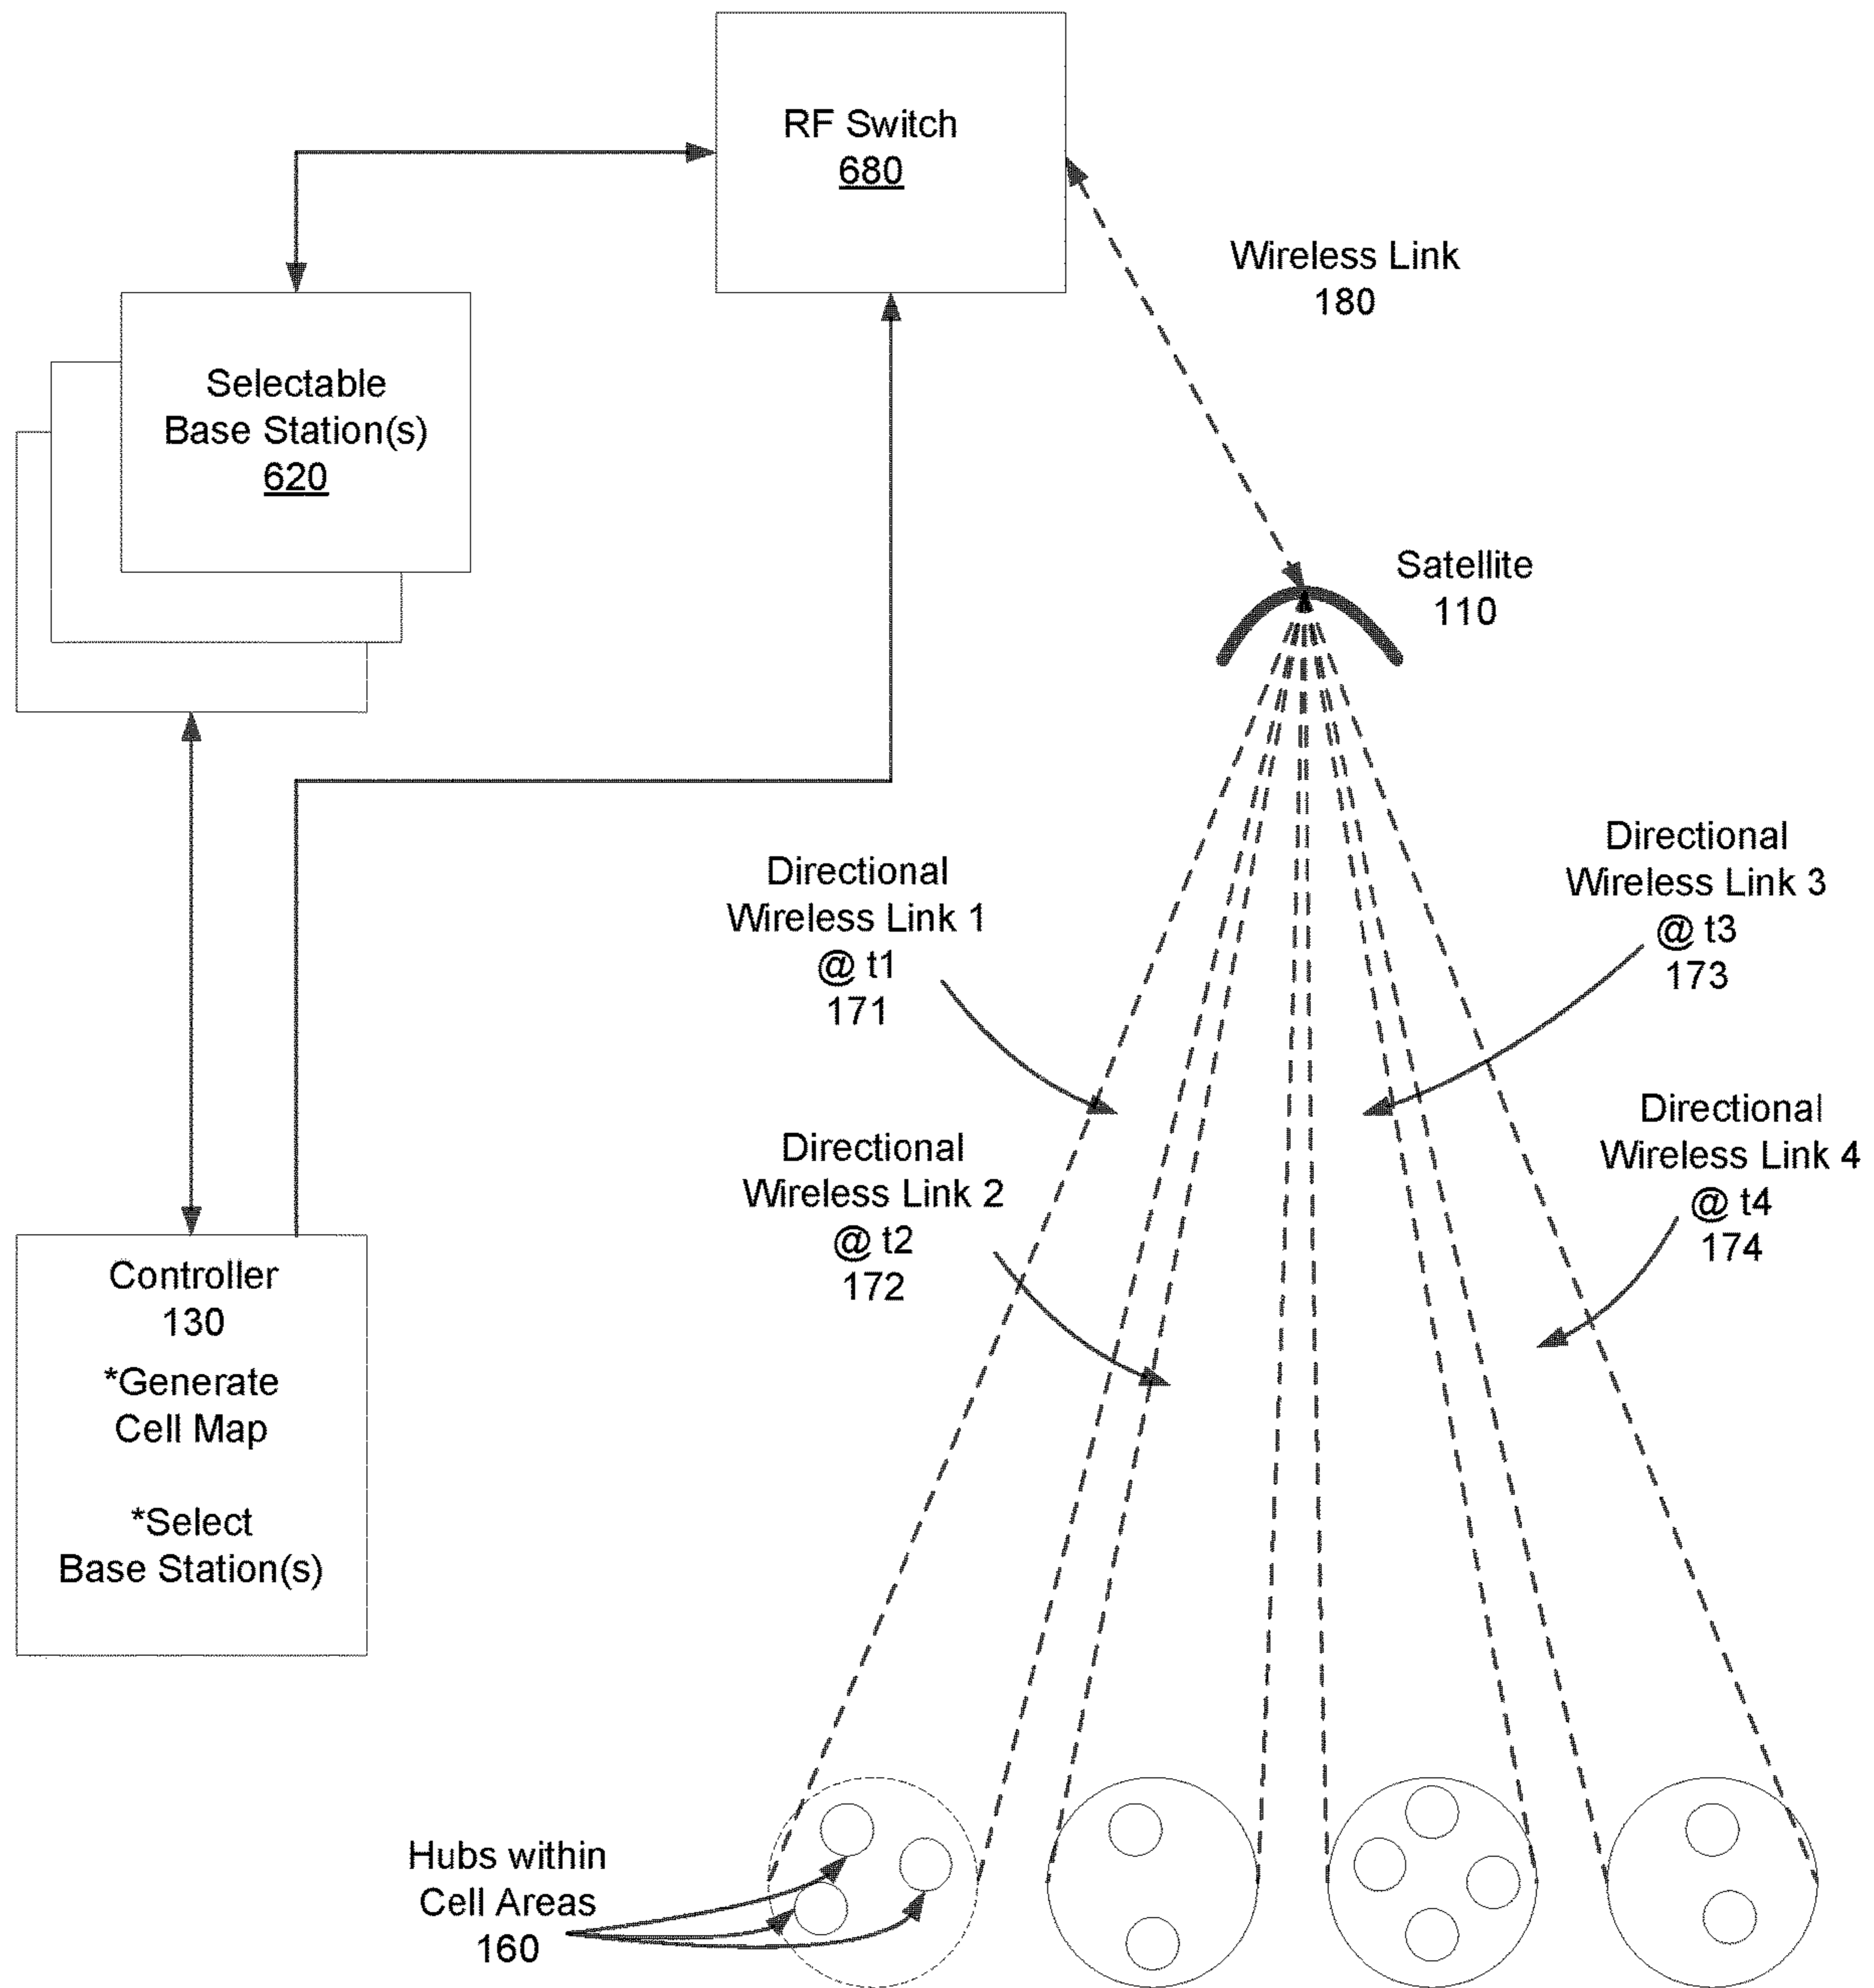 RF Switch
680
Wireless Link
180
Selectable
Base Station(s)
620
Satellite
110
Directional
Wireless Link 1
@ t1
171
Directional
Wireless Link 3
@ t3
173
Directional
Wireless Link 2
@ t2
172
Directional
Wireless Link 4
@ t4
174
Controller
130
*Generate
Cell Map
*Select
Base Station(s)
Hubs within
Cell Areas
160